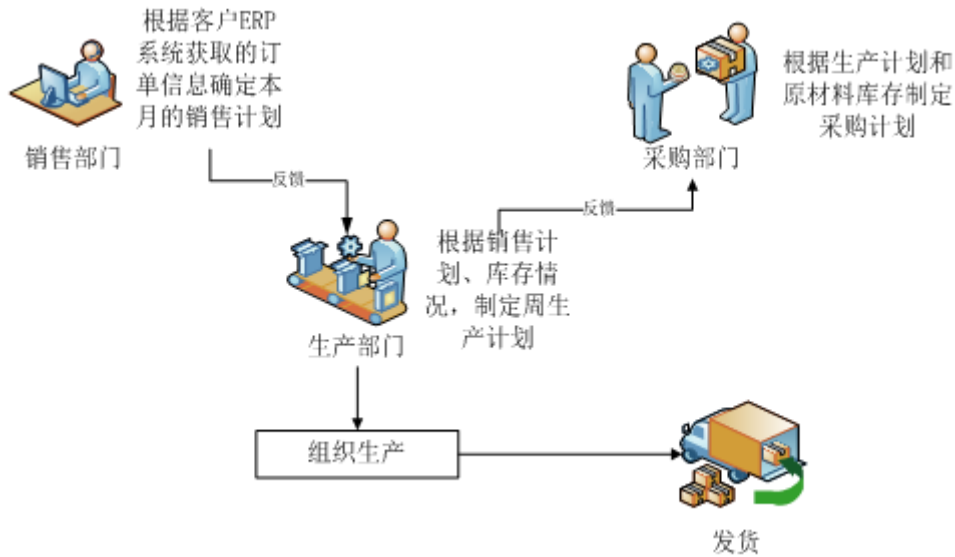 根据客户ERP
系统获取的订
单信息确定本
月的销售计划
销售部门
反馈
根据生产计划和
原材料库存制定
采购计划
采购部门
反馈
根据销售计
划、库存情
况，制定周生
产计划
生产部门
组织生产
发货